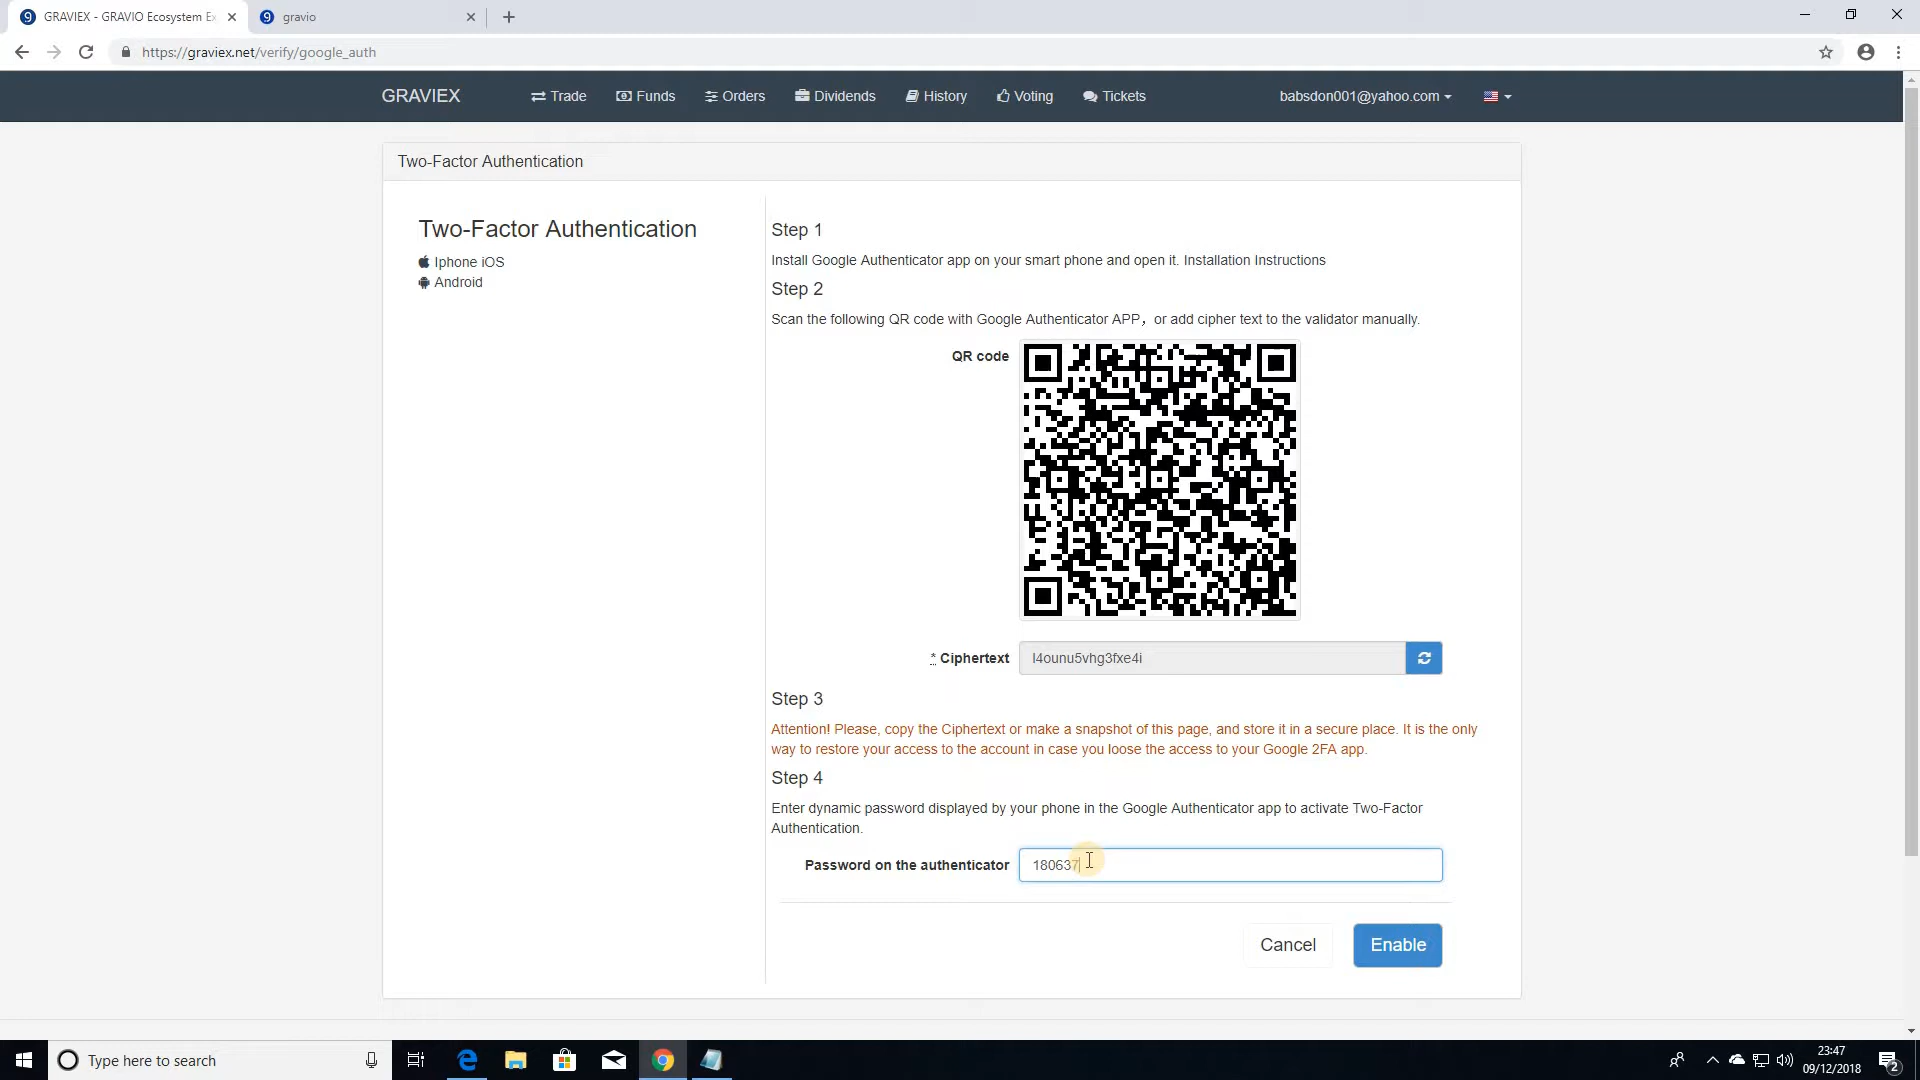 GRAVIEX - GRAVIO Ecosystem Ex
gravio
https://graviex.net/verify/google_auth
GRAVIEX
Trade
Funds
Orders
Dividends
History
Voting
Tickets
babsdon001@yahoo.com
Two-Factor Authentication
Two-Factor Authentication
Iphone iOS
Android
Step 1
Install Google Authenticator app on your smart phone and open it. Installation Instructions
Step 2
Scan the following QR code with Google Authenticator APP，or add cipher text to the validator manually.
QR code
* Ciphertext
l4ounu5vhg3fxe4i
Step 3
Attention! Please, copy the Ciphertext or make a snapshot of this page, and store it in a secure place. It is the only
way to restore your access to the account in case you loose the access to your Google 2FA app.
Step 4
Enter dynamic password displayed by your phone in the Google Authenticator app to activate Two-Factor
Authentication.
Password on the authenticator
180637
Cancel
Enable
Type here to search
23:47
09/12/2018
2